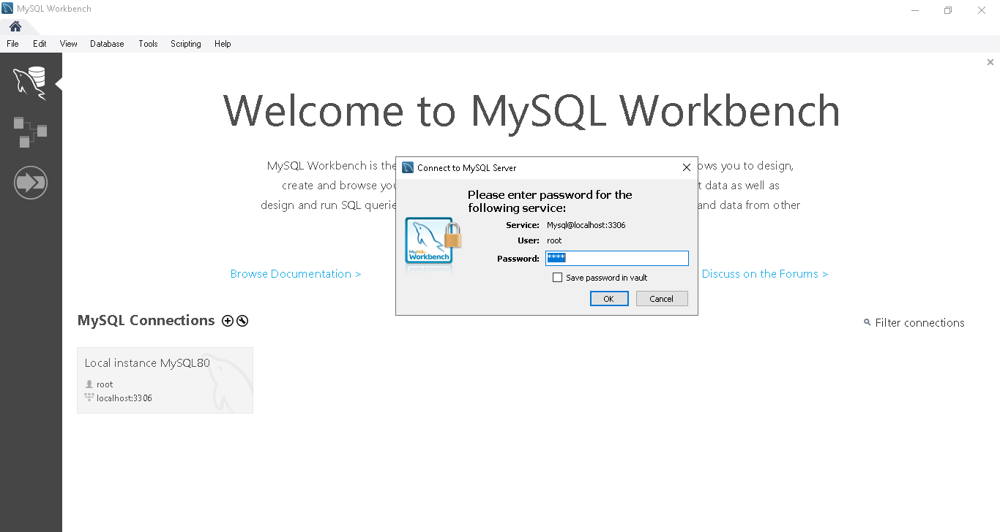 MySQL Workbench
File Edit View Database Tools Scripting Help
Welcome to MySQL Workbench
MySQL Workbench is the
ows you to design,
create and browse you
t data as well as
design and run SQL querie
and data from other
Connect to MySQL Server
Please enter password for the
following service:
Service: Mysql@localhost:3306
User: root
Password: ****
Save password in vault
OK Cancel
MySQL
Workbench
Browse Documentation >
Discuss on the Forums >
MySQL Connections
Filter connections
Local instance MySQL80
root
localhost:3306